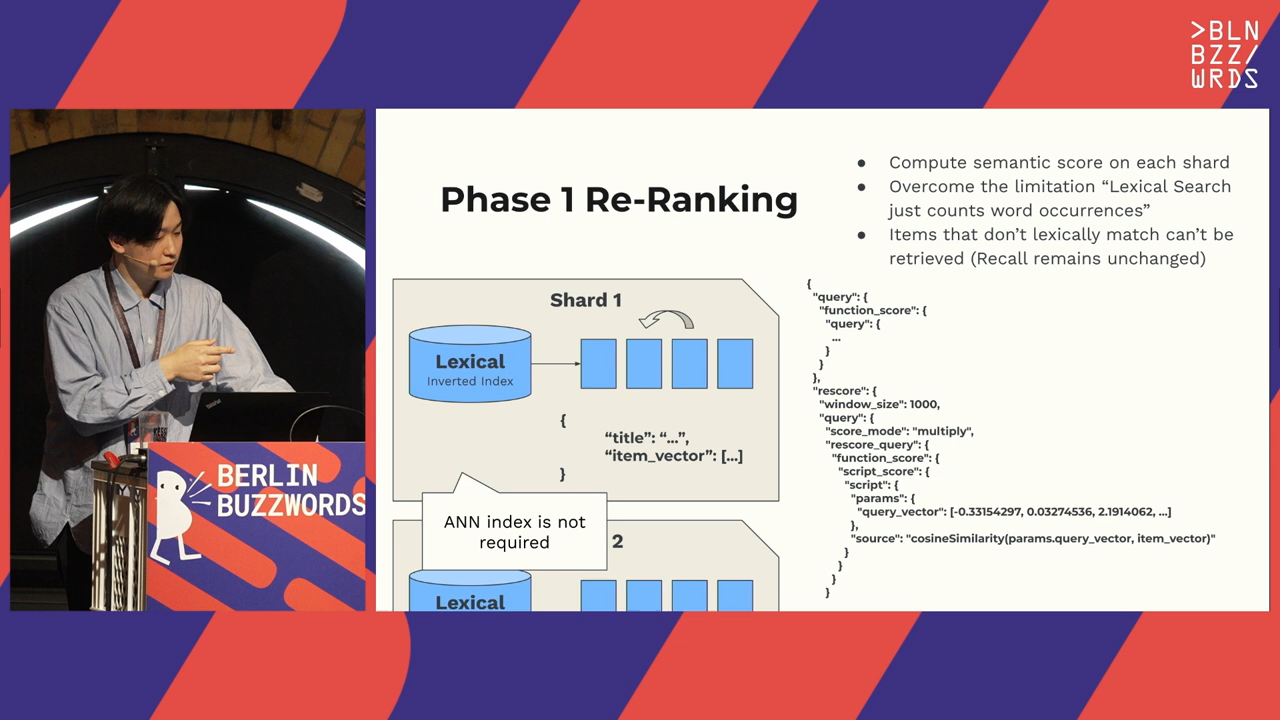 >BLN
BZZ/
WRDS
Phase 1 Re-Ranking
● Compute semantic score on each shard
● Overcome the limitation “Lexical Search
just counts word occurrences”
● Items that don’t lexically match can’t be
retrieved (Recall remains unchanged)
Shard 1
Lexical
Inverted Index
{
“title”: “...”,
“item_vector”: [...]
}
ANN index is not
required
2
Lexical
{
"query": {
"function_score": {
"query": {
...
}
}
},
"rescore": {
"window_size": 1000,
"query": {
"score_mode": "multiply",
"rescore_query": {
"function_score": {
"script_score": {
"script": {
"params": {
"query_vector": [-0.33154297, 0.03274536, 2.1914062, ...]
},
"source": "cosineSimilarity(params.query_vector, item_vector)"
}
}
}
}
BERLIN
BUZZWORDS